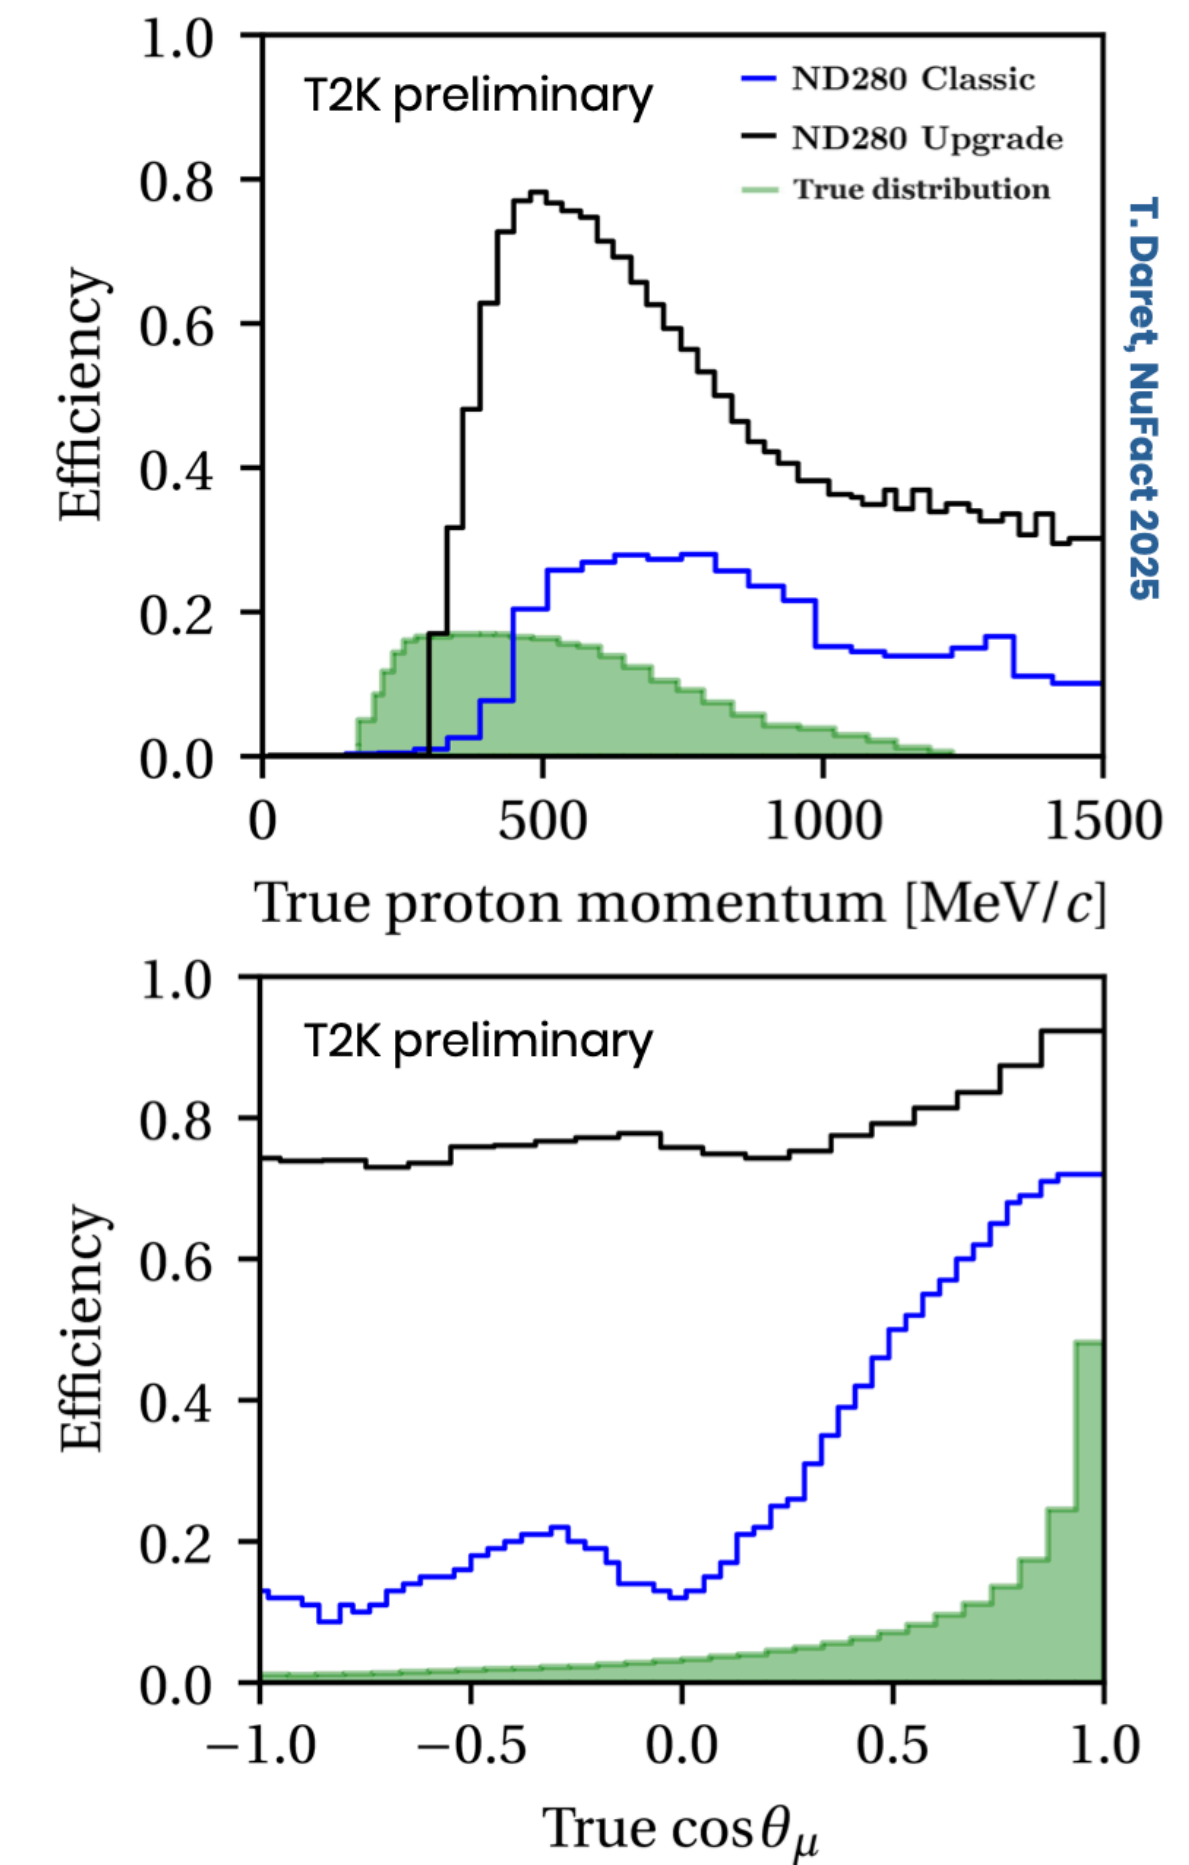 1.0
T2K preliminary
ND280 Classic
ND280 Upgrade
True distribution
0.8
0.6
0.4
0.2
0.0
Efficiency
0 500 1000 1500
True proton momentum [MeV/c]
T. Daret, NuFact 2025
1.0
T2K preliminary
0.8
0.6
0.4
0.2
0.0
Efficiency
−1.0 −0.5 0.0 0.5 1.0
True cos θμ